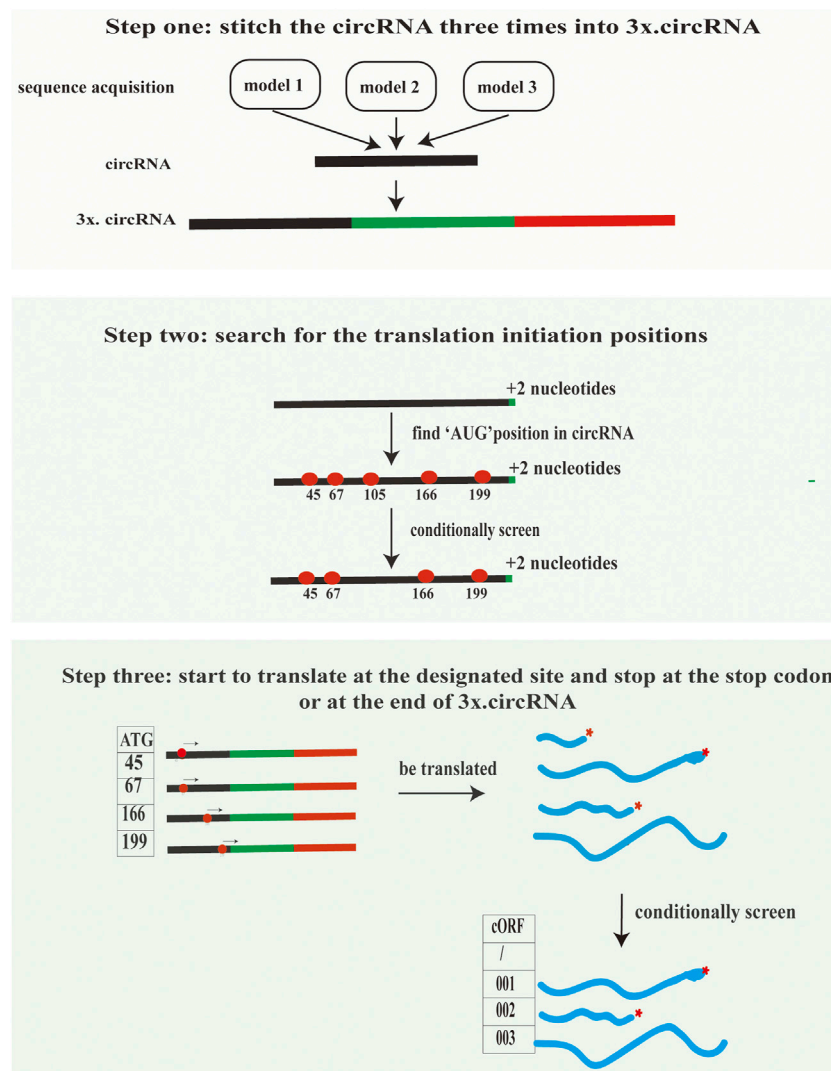 Step one: stitch the circRNA three times into 3x.circRNA
sequence acquisition
model 1
model 2
model 3
circRNA
3x. circRNA
Step two: search for the translation initiation positions
+2 nucleotides
find ‘AUG’position in circRNA
+2 nucleotides
45 67 105 166 199
conditionally screen
+2 nucleotides
45 67 166 199
Step three: start to translate at the designated site and stop at the stop codon
or at the end of 3x.circRNA
ATG
45
67
166
199
be translated
*
*
*
conditionally screen
cORF
/
001
002
003
*
*